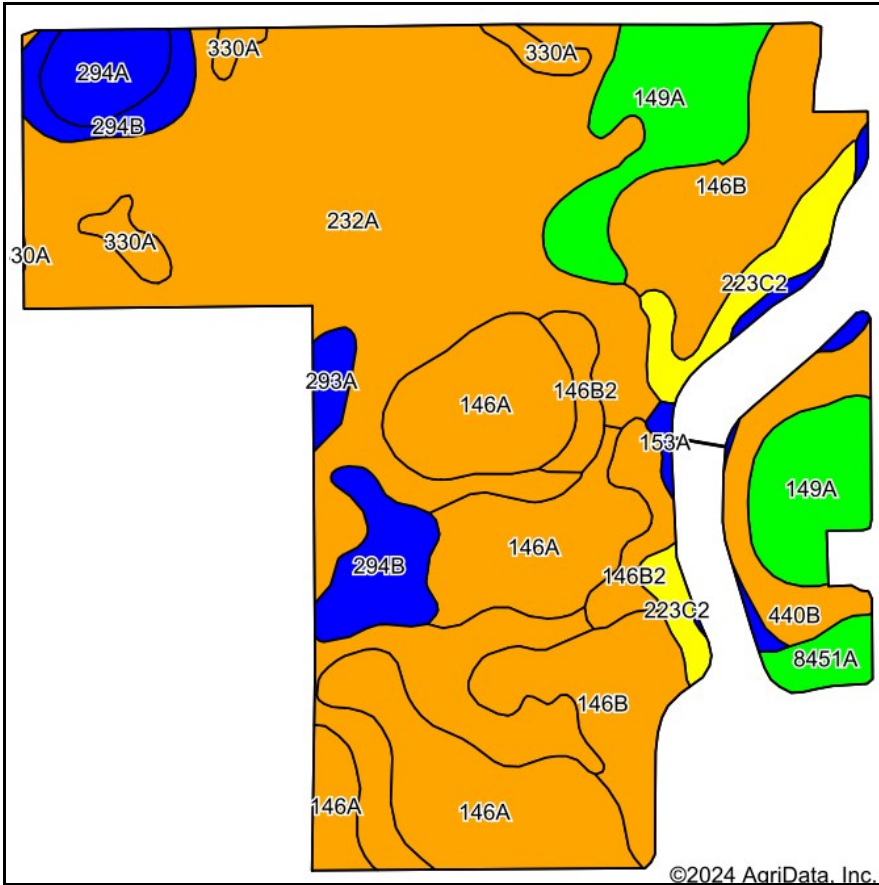 330A
330A
294A
149A
294B
146B
232A
330A
30A
223C2
293A
146B2
146A
153A
149A
146A
294B
146B2
223C2
440B
8451A
146B
146A
146A
©2024 AgriData, Inc.